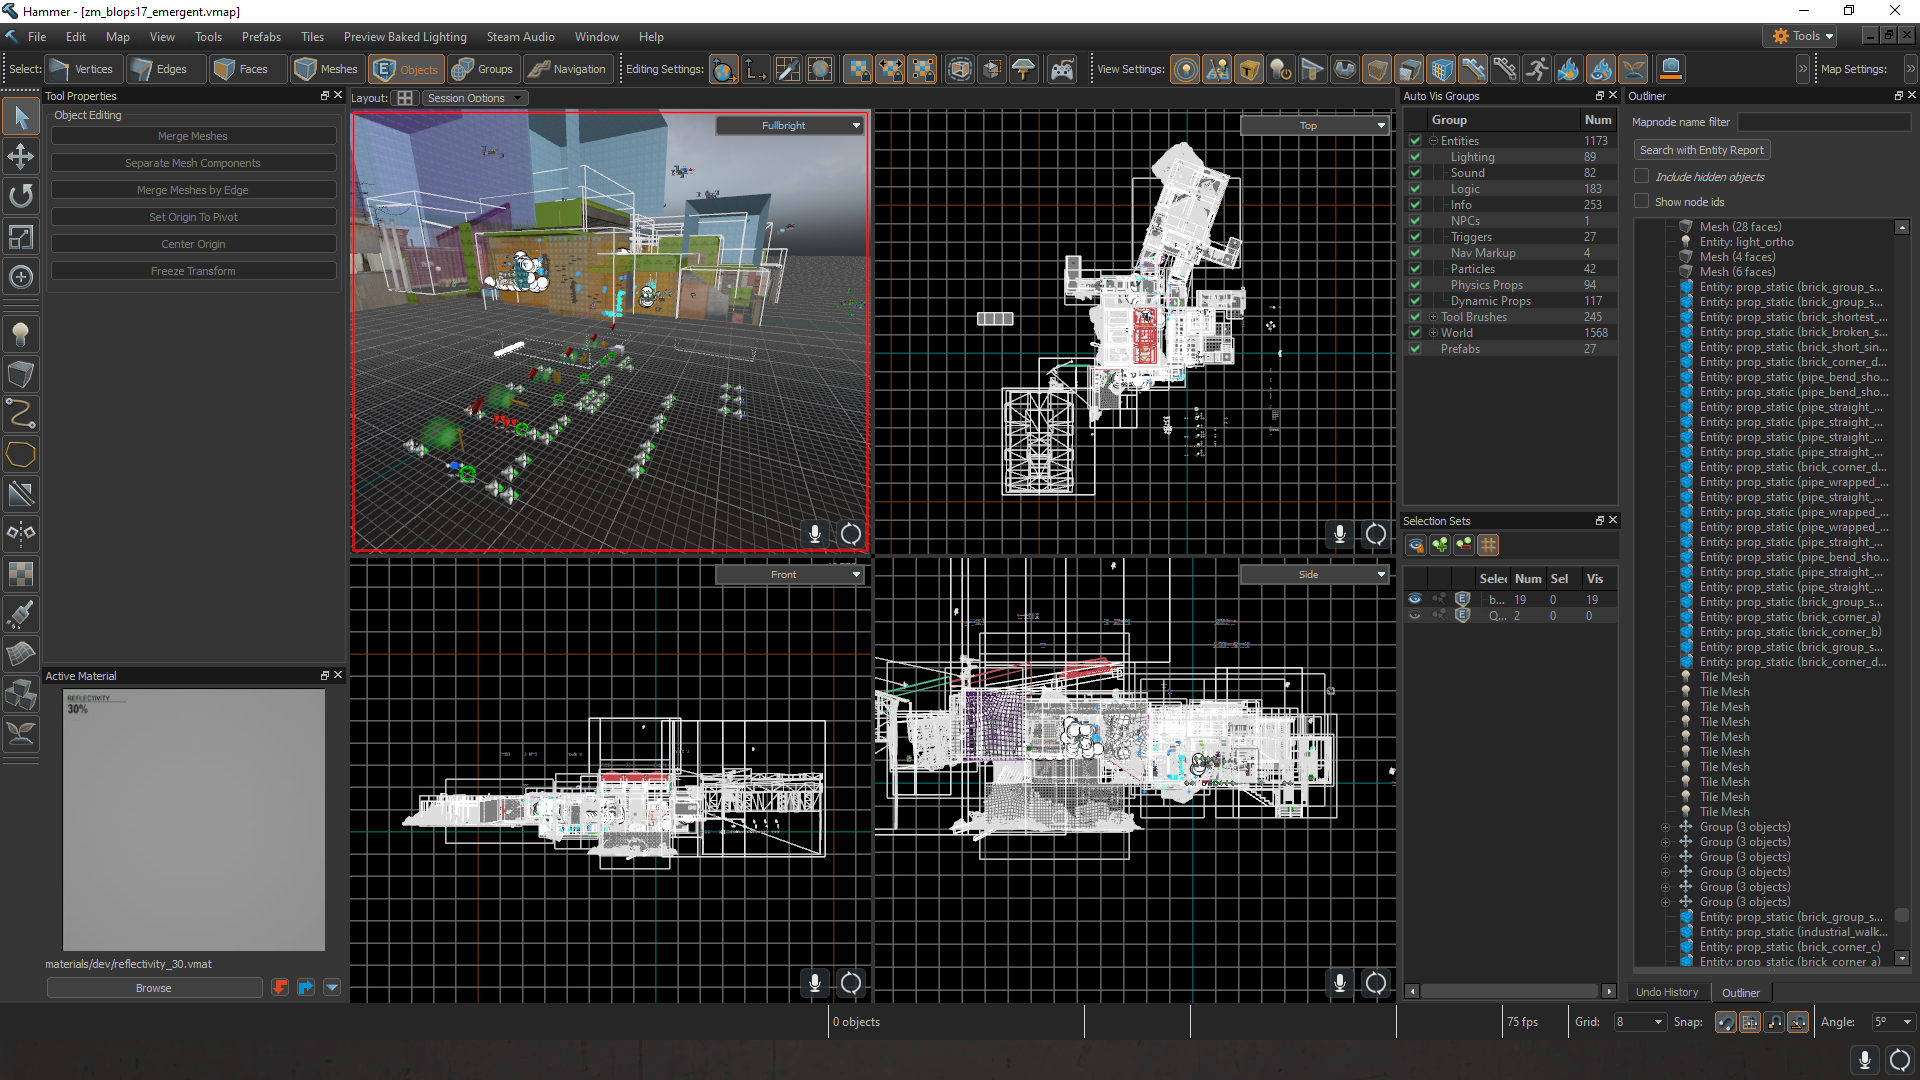 Hammer - [zm_blops17_emergent.vmap]
File Edit Map View Tools Prefabs Tiles Preview Baked Lighting Steam Audio Window Help
Tools
Select: Vertices Edges Faces Meshes Objects Groups Navigation Editing Settings: View Settings: Map Settings:
Tool Properties
Object Editing
Merge Meshes
Separate Mesh Components
Merge Meshes by Edge
Set Origin To Pivot
Center Origin
Freeze Transform
Active Material
REFLECTIVITY
30%
materials/dev/reflectivity_30.vmat
Browse
Layout: Session Options
Fullbright
Top
Front
Side
Auto Vis Groups
Group Num
Entities 1173
Lighting 89
Sound 82
Logic 183
Info 253
NPCs 1
Triggers 27
Nav Markup 4
Particles 42
Physics Props 94
Dynamic Props 117
Tool Brushes 245
World 1568
Prefabs 27
Selection Sets
Selec Num Sel Vis
b... 19 0 19
Q... 2 0 0
Outliner
Mapnode name filter
Search with Entity Report
Include hidden objects
Show node ids
Mesh (28 faces)
Entity: light_ortho
Mesh (4 faces)
Mesh (6 faces)
Entity: prop_static (brick_group_s...
Entity: prop_static (brick_group_s...
Entity: prop_static (brick_shortest_...
Entity: prop_static (brick_broken_s...
Entity: prop_static (brick_short_sin...
Entity: prop_static (brick_corner_d...
Entity: prop_static (pipe_bend_sho...
Entity: prop_static (pipe_bend_sho...
Entity: prop_static (pipe_straight_...
Entity: prop_static (pipe_straight_...
Entity: prop_static (pipe_straight_...
Entity: prop_static (pipe_straight_...
Entity: prop_static (brick_corner_d...
Entity: prop_static (pipe_wrapped_...
Entity: prop_static (pipe_straight_...
Entity: prop_static (pipe_wrapped_...
Entity: prop_static (pipe_wrapped_...
Entity: prop_static (pipe_straight_...
Entity: prop_static (pipe_bend_sho...
Entity: prop_static (pipe_straight_...
Entity: prop_static (pipe_straight_...
Entity: prop_static (brick_group_s...
Entity: prop_static (brick_corner_a)
Entity: prop_static (brick_corner_b)
Entity: prop_static (brick_group_s...
Entity: prop_static (brick_corner_d...
Tile Mesh
Tile Mesh
Tile Mesh
Tile Mesh
Tile Mesh
Tile Mesh
Tile Mesh
Tile Mesh
Tile Mesh
Tile Mesh
Group (3 objects)
Group (3 objects)
Group (3 objects)
Group (3 objects)
Group (3 objects)
Group (3 objects)
Entity: prop_static (brick_group_s...
Entity: prop_static (industrial_walk...
Entity: prop_static (brick_corner_c)
Entity: prop_static (brick_corner_a)
Undo History Outliner
0 objects 75 fps Grid: 8 Snap: Angle: 5°